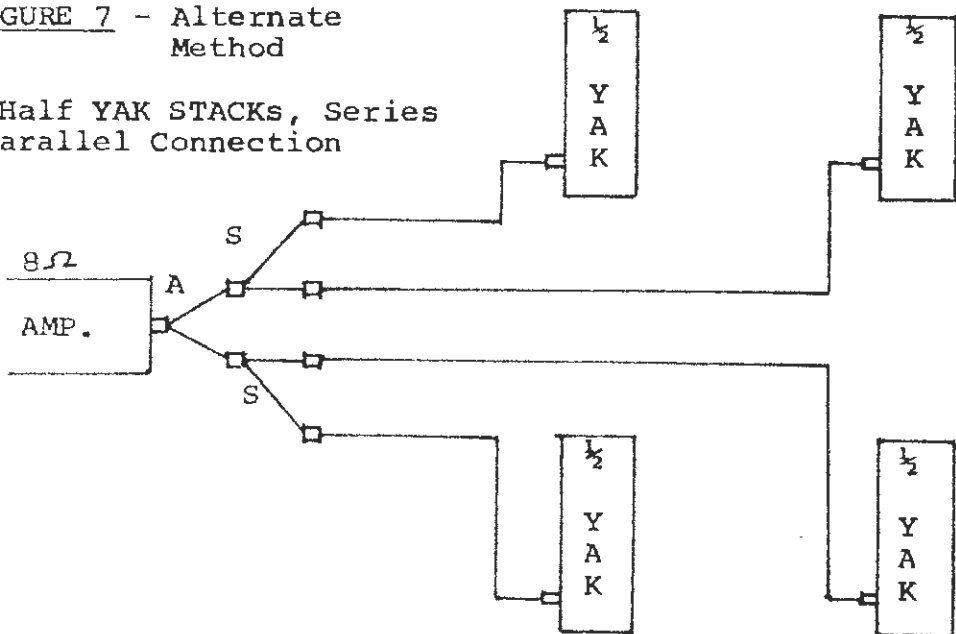 GURE 7 - Alternate
Method
Half YAK STACKs, Series
arallel Connection
½
Y
A
K
½
Y
A
K
S
8Ω
A
AMP.
S
½
Y
A
K
½
Y
A
K